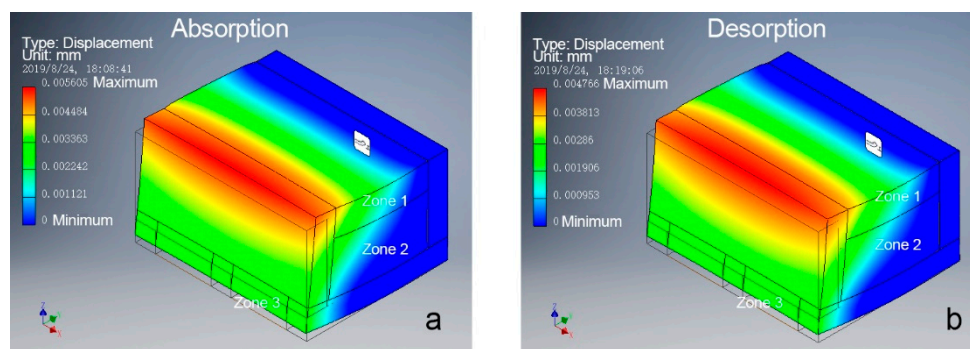 Absorption
Type: Displacement
Unit: mm
2019/8/24, 18:08:41
0.005605 Maximum
0.004484
0.003363
0.002242
0.001121
0 Minimum
Zone 1
Zone 2
Zone 3
Z
Y
X
a
Desorption
Type: Displacement
Unit: mm
2019/8/24, 18:19:06
0.004766 Maximum
0.003813
0.00286
0.001906
0.000953
0 Minimum
Zone 1
Zone 2
Zone 3
Z
Y
X
b